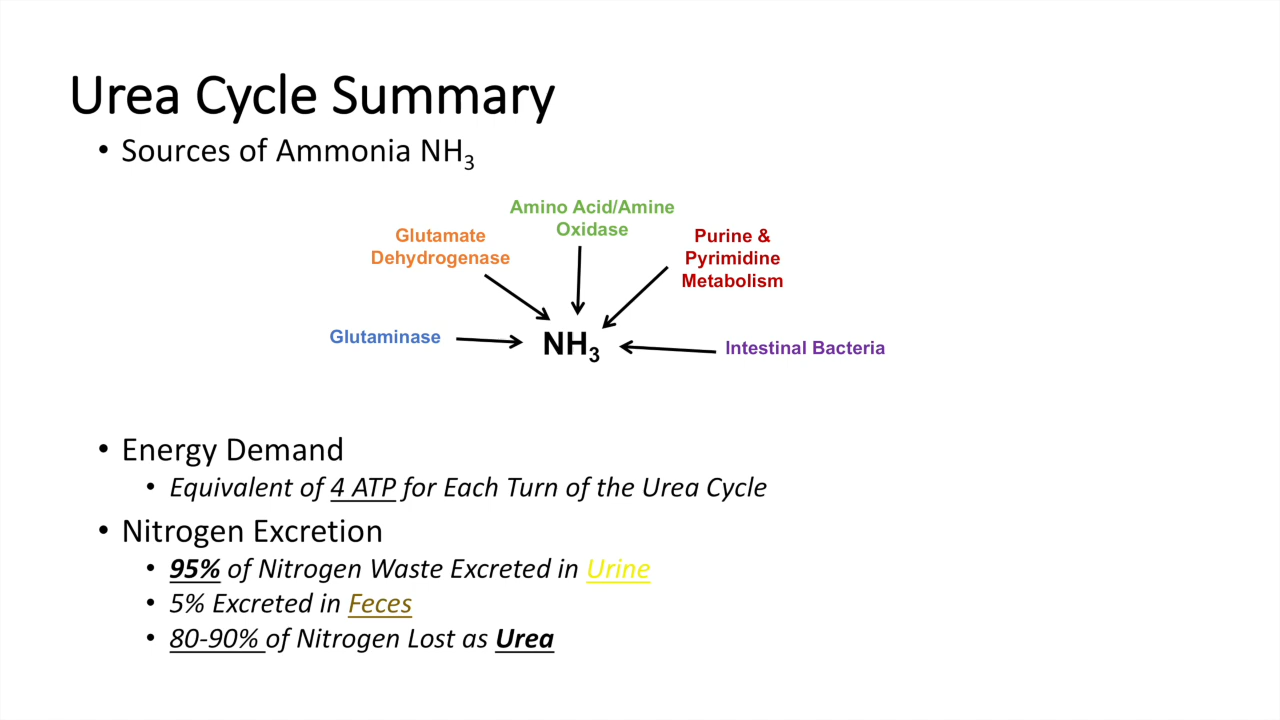 Urea Cycle Summary
• Sources of Ammonia NH₃
Amino Acid/Amine
Oxidase
Glutamate
Dehydrogenase
Purine &
Pyrimidine
Metabolism
Glutaminase
NH₃
Intestinal Bacteria
• Energy Demand
• Equivalent of 4 ATP for Each Turn of the Urea Cycle
• Nitrogen Excretion
• 95% of Nitrogen Waste Excreted in Urine
• 5% Excreted in Feces
• 80-90% of Nitrogen Lost as Urea